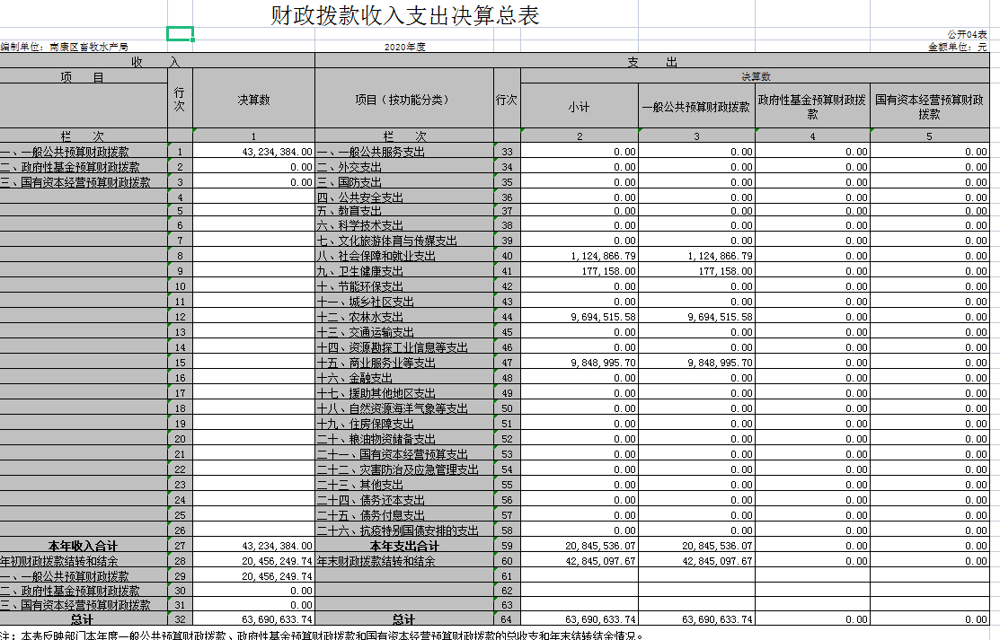 财政拨款收入支出决算总表
公开04表
编制单位：南康区畜牧水产局 2020年度 金额单位：元
收 入 支 出
项 目 行次 决算数 项目（按功能分类） 行次 决算数
小计 一般公共预算财政拨款 政府性基金预算财政拨款 国有资本经营预算财政拨款
栏 次 1 栏 次 2 3 4 5
一、一般公共预算财政拨款 1 43,234,384.00 一、一般公共服务支出 33 0.00 0.00 0.00 0.00
二、政府性基金预算财政拨款 2 0.00 二、外交支出 34 0.00 0.00 0.00 0.00
三、国有资本经营预算财政拨款 3 0.00 三、国防支出 35 0.00 0.00 0.00 0.00
4 四、公共安全支出 36 0.00 0.00 0.00 0.00
5 五、教育支出 37 0.00 0.00 0.00 0.00
6 六、科学技术支出 38 0.00 0.00 0.00 0.00
7 七、文化旅游体育与传媒支出 39 0.00 0.00 0.00 0.00
8 八、社会保障和就业支出 40 1,124,866.79 1,124,866.79 0.00 0.00
9 九、卫生健康支出 41 177,158.00 177,158.00 0.00 0.00
10 十、节能环保支出 42 0.00 0.00 0.00 0.00
11 十一、城乡社区支出 43 0.00 0.00 0.00 0.00
12 十二、农林水支出 44 9,694,515.58 9,694,515.58 0.00 0.00
13 十三、交通运输支出 45 0.00 0.00 0.00 0.00
14 十四、资源勘探工业信息等支出 46 0.00 0.00 0.00 0.00
15 十五、商业服务业等支出 47 9,848,995.70 9,848,995.70 0.00 0.00
16 十六、金融支出 48 0.00 0.00 0.00 0.00
17 十七、援助其他地区支出 49 0.00 0.00 0.00 0.00
18 十八、自然资源海洋气象等支出 50 0.00 0.00 0.00 0.00
19 十九、住房保障支出 51 0.00 0.00 0.00 0.00
20 二十、粮油物资储备支出 52 0.00 0.00 0.00 0.00
21 二十一、国有资本经营预算支出 53 0.00 0.00 0.00 0.00
22 二十二、灾害防治及应急管理支出 54 0.00 0.00 0.00 0.00
23 二十三、其他支出 55 0.00 0.00 0.00 0.00
24 二十四、债务还本支出 56 0.00 0.00 0.00 0.00
25 二十五、债务付息支出 57 0.00 0.00 0.00 0.00
26 二十六、抗疫特别国债安排的支出 58 0.00 0.00 0.00 0.00
本年收入合计 27 43,234,384.00 本年支出合计 59 20,845,536.07 20,845,536.07 0.00 0.00
年初财政拨款结转和结余 28 20,456,249.74 年末财政拨款结转和结余 60 42,845,097.67 42,845,097.67 0.00 0.00
一、一般公共预算财政拨款 29 20,456,249.74 61
二、政府性基金预算财政拨款 30 0.00 62
三、国有资本经营预算财政拨款 31 0.00 63
总计 32 63,690,633.74 总计 64 63,690,633.74 63,690,633.74 0.00 0.00
注：本表反映部门本年度一般公共预算财政拨款、政府性基金预算财政拨款和国有资本经营预算财政拨款的总收支和年末结转结余情况。